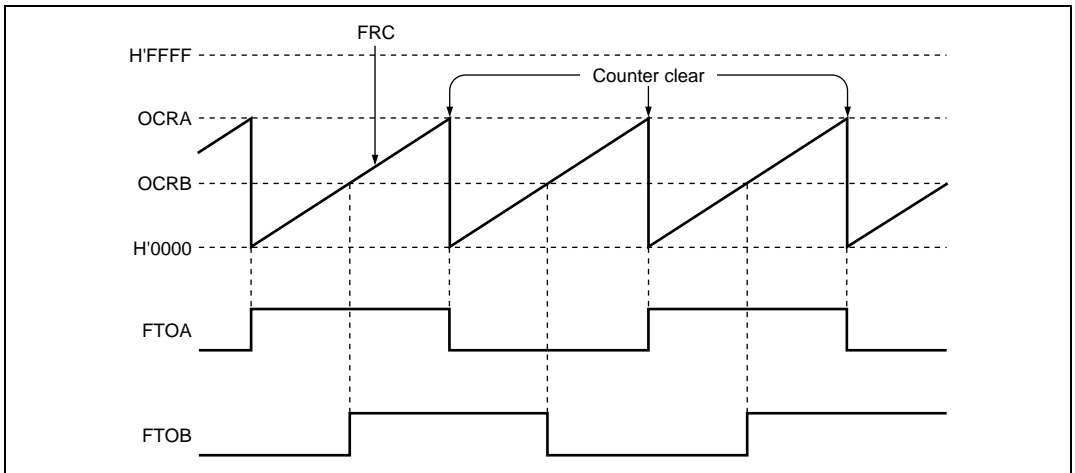 FRC
H'FFFF
Counter clear
OCRA
OCRB
H'0000
FTOA
FTOB